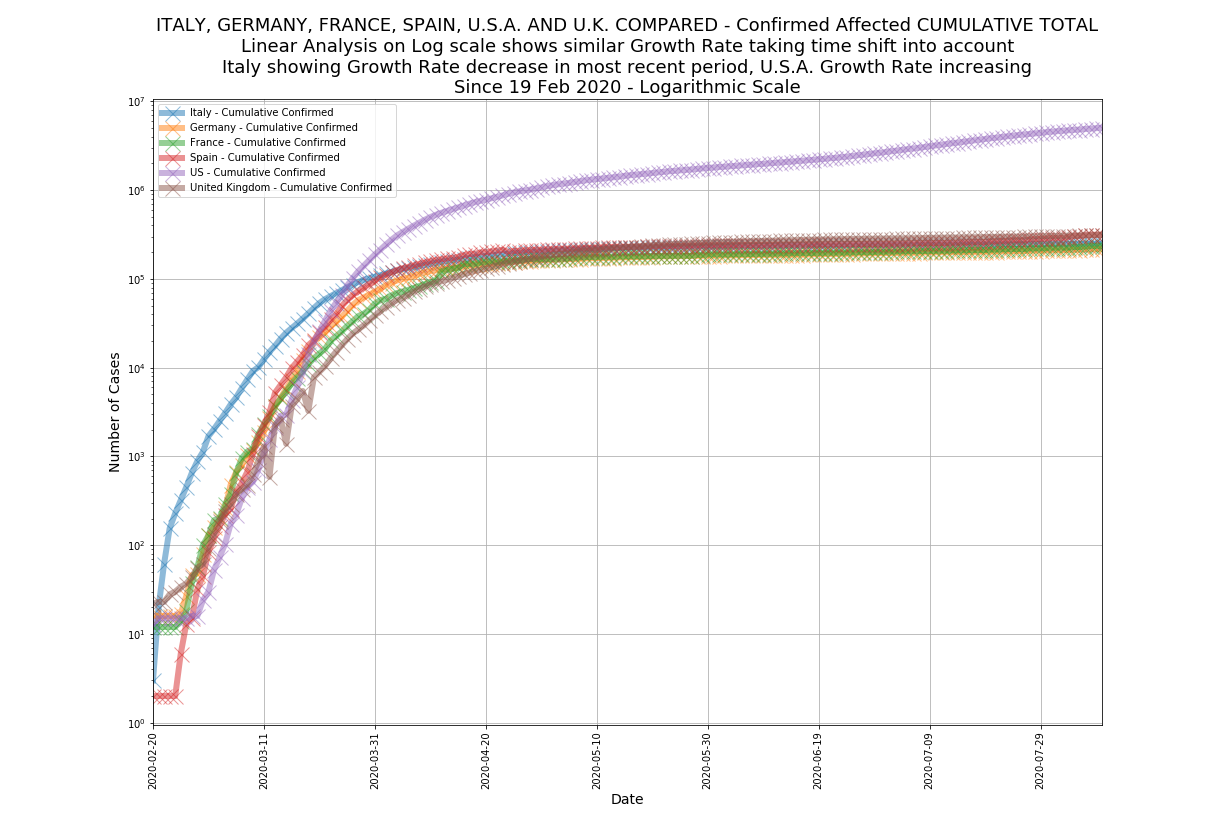 ITALY, GERMANY, FRANCE, SPAIN, U.S.A. AND U.K. COMPARED - Confirmed Affected CUMULATIVE TOTAL
Linear Analysis on Log scale shows similar Growth Rate taking time shift into account
Italy showing Growth Rate decrease in most recent period, U.S.A. Growth Rate increasing
Since 19 Feb 2020 - Logarithmic Scale
Italy - Cumulative Confirmed
Germany - Cumulative Confirmed
France - Cumulative Confirmed
Spain - Cumulative Confirmed
US - Cumulative Confirmed
United Kingdom - Cumulative Confirmed
Number of Cases
10⁷
10⁶
10⁵
10⁴
10³
10²
10¹
10⁰
2020-02-20
2020-03-11
2020-03-31
2020-04-20
2020-05-10
2020-05-30
2020-06-19
2020-07-09
2020-07-29
Date